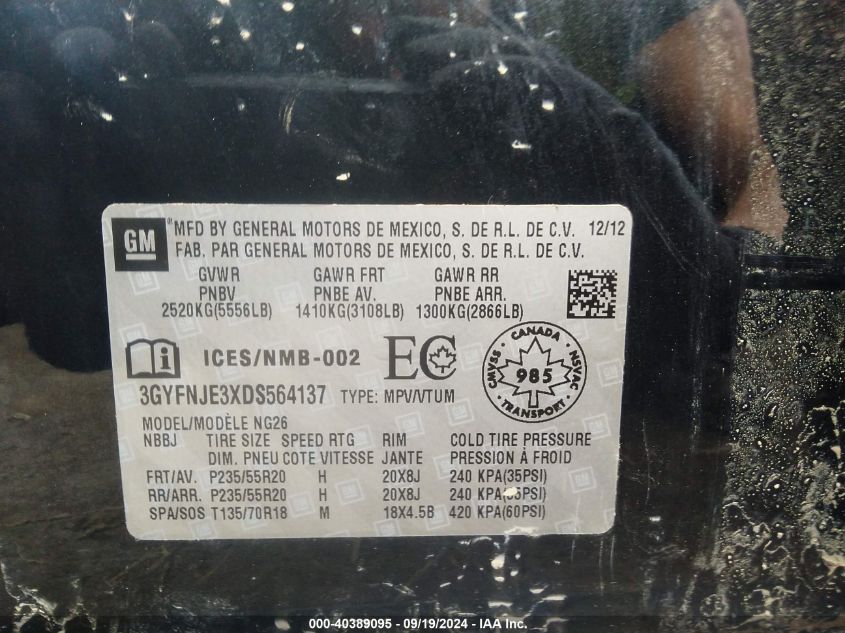 GM
®MFD BY GENERAL MOTORS DE MEXICO, S. DE R.L. DE C.V. 12/12
FAB. PAR GENERAL MOTORS DE MEXICO, S. DE R.L. DE C.V.
GVWR GAWR FRT GAWR RR
PNBV PNBE AV. PNBE ARR.
2520KG(5556LB) 1410KG(3108LB) 1300KG(2866LB)
ICES/NMB-002 EC
CANADA
CMVSS 985 NSVAC
TRANSPORT
3GYFNJE3XDS564137 TYPE: MPV/VTUM
MODEL/MODÈLE NG26
NBBJ TIRE SIZE SPEED RTG RIM COLD TIRE PRESSURE
DIM. PNEU COTE VITESSE JANTE PRESSION À FROID
FRT/AV. P235/55R20 H 20X8J 240 KPA(35PSI)
RR/ARR. P235/55R20 H 20X8J 240 KPA(35PSI)
SPA/SOS T135/70R18 M 18X4.5B 420 KPA(60PSI)
000-40389095 - 09/19/2024 - IAA Inc.